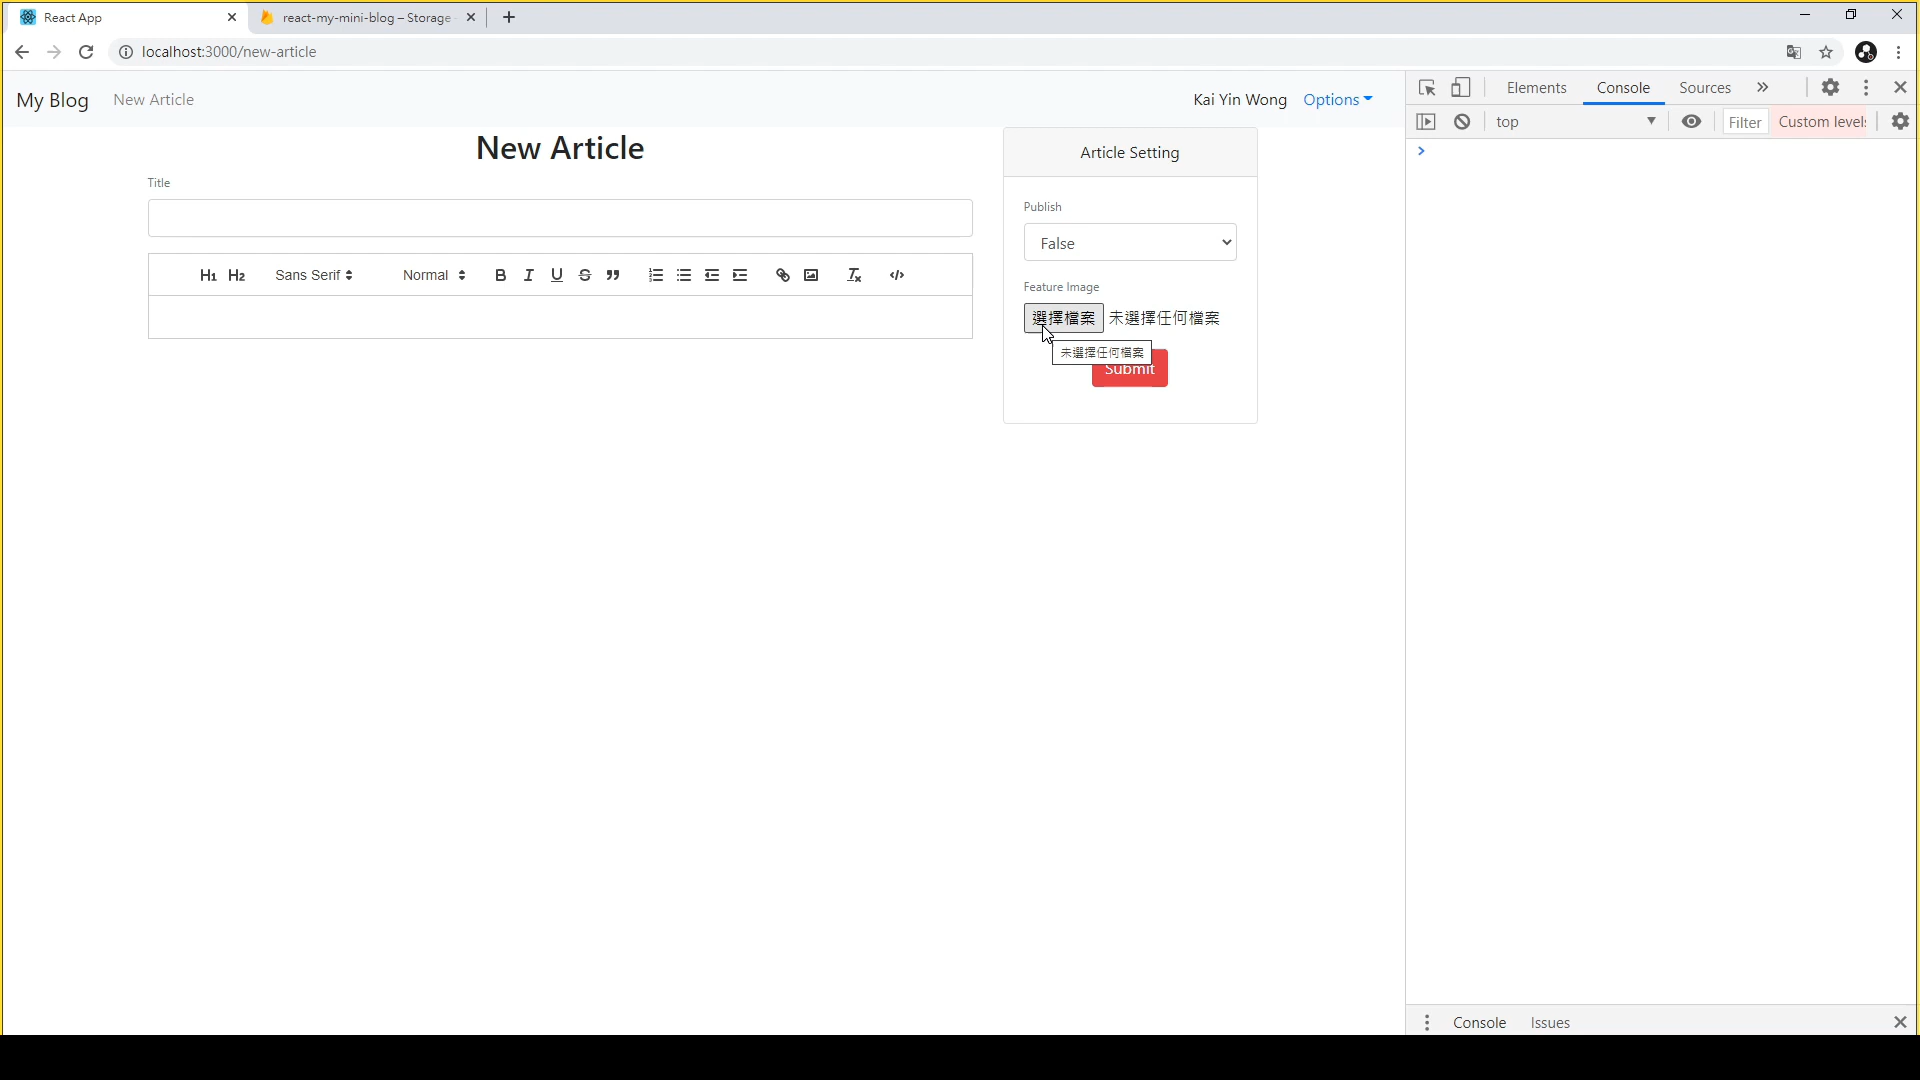 React App
react-my-mini-blog – Storage
localhost:3000/new-article
My Blog New Article Kai Yin Wong Options
Elements Console Sources
top Filter Custom levels
New Article
Title
H1 H2 Sans Serif Normal
Article Setting
Publish
False
Feature Image
選擇檔案 未選擇任何檔案
未選擇任何檔案
Submit
Console Issues